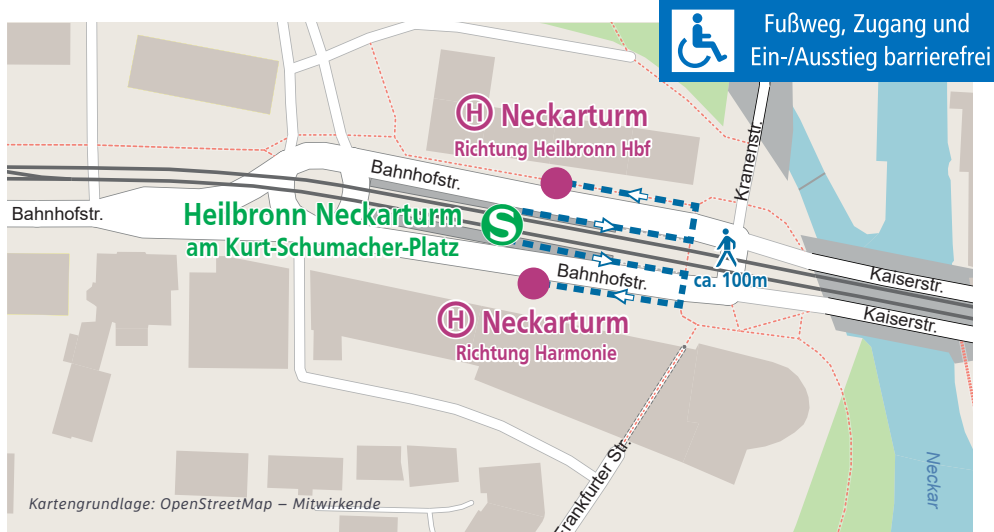 Fußweg, Zugang und
Ein-/Ausstieg barrierefrei
Kranenstr.
H Neckarturm
Richtung Heilbronn Hbf
Bahnhofstr.
Bahnhofstr.
Heilbronn Neckarturm
am Kurt-Schumacher-Platz
S
ca. 100m
Bahnhofstr.
Kaiserstr.
Kaiserstr.
H Neckarturm
Richtung Harmonie
Frankfurter Str.
Neckar
Kartengrundlage: OpenStreetMap – Mitwirkende